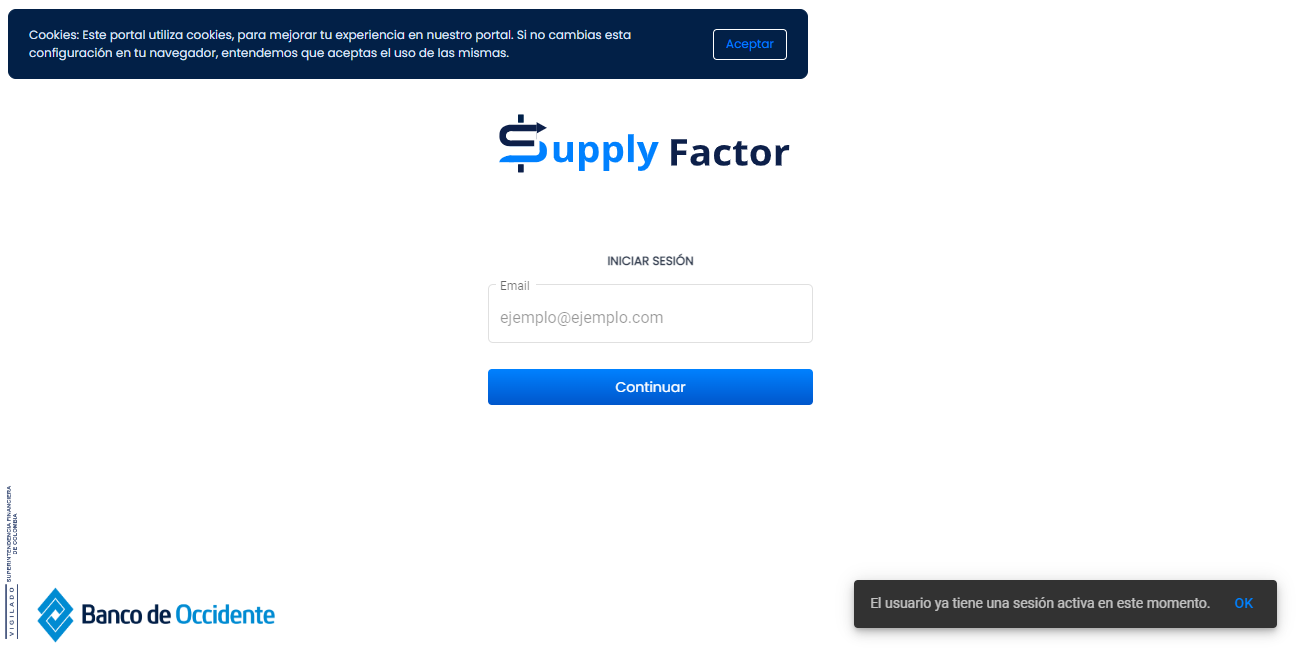 Cookies: Este portal utiliza cookies, para mejorar tu experiencia en nuestro portal. Si no cambias esta
configuración en tu navegador, entendemos que aceptas el uso de las mismas.
Aceptar
Supply Factor
INICIAR SESIÓN
Email
ejemplo@ejemplo.com
Continuar
VIGILADO
SUPERINTENDENCIA FINANCIERA
DE COLOMBIA
Banco de Occidente
El usuario ya tiene una sesión activa en este momento.
OK